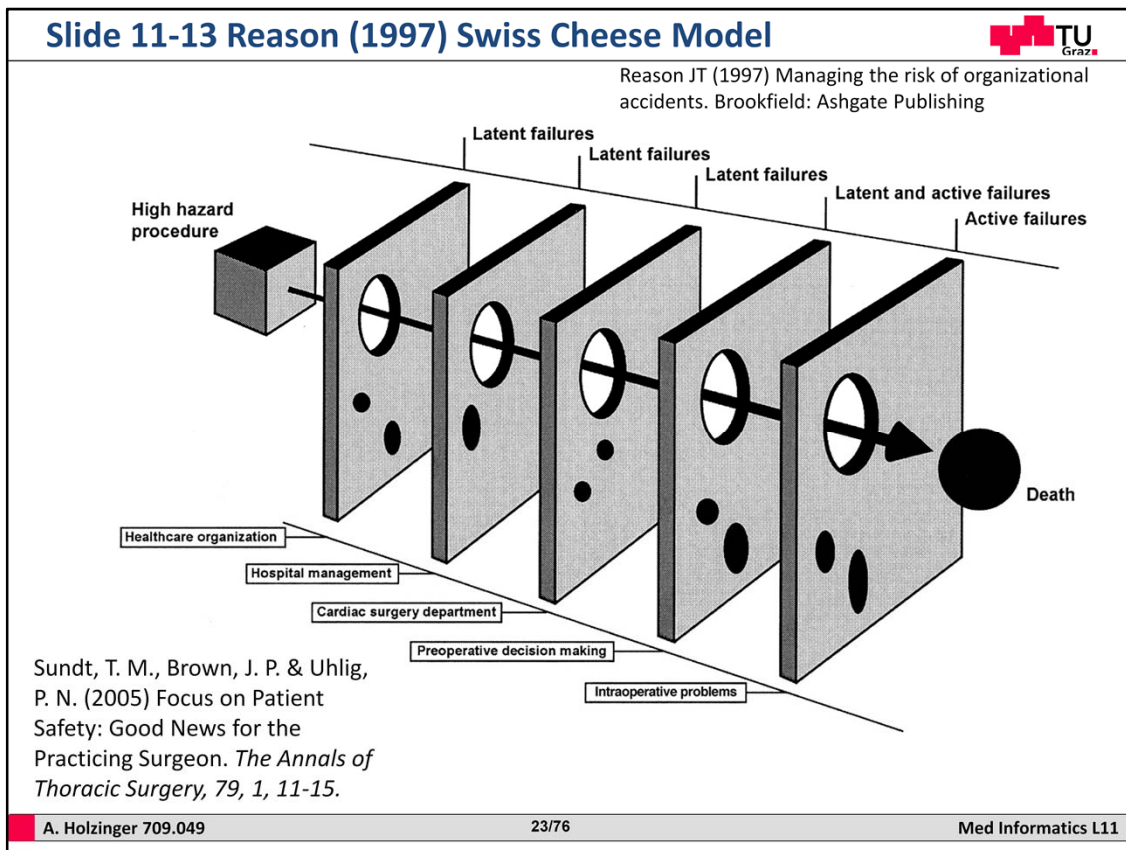 Slide 11-13 Reason (1997) Swiss Cheese Model
TU
Graz
Reason JT (1997) Managing the risk of organizational
accidents. Brookfield: Ashgate Publishing
Latent failures
Latent failures
Latent failures
Latent and active failures
Active failures
High hazard
procedure
Death
Healthcare organization
Hospital management
Cardiac surgery department
Preoperative decision making
Intraoperative problems
Sundt, T. M., Brown, J. P. & Uhlig,
P. N. (2005) Focus on Patient
Safety: Good News for the
Practicing Surgeon. The Annals of
Thoracic Surgery, 79, 1, 11-15.
A. Holzinger 709.049
23/76
Med Informatics L11